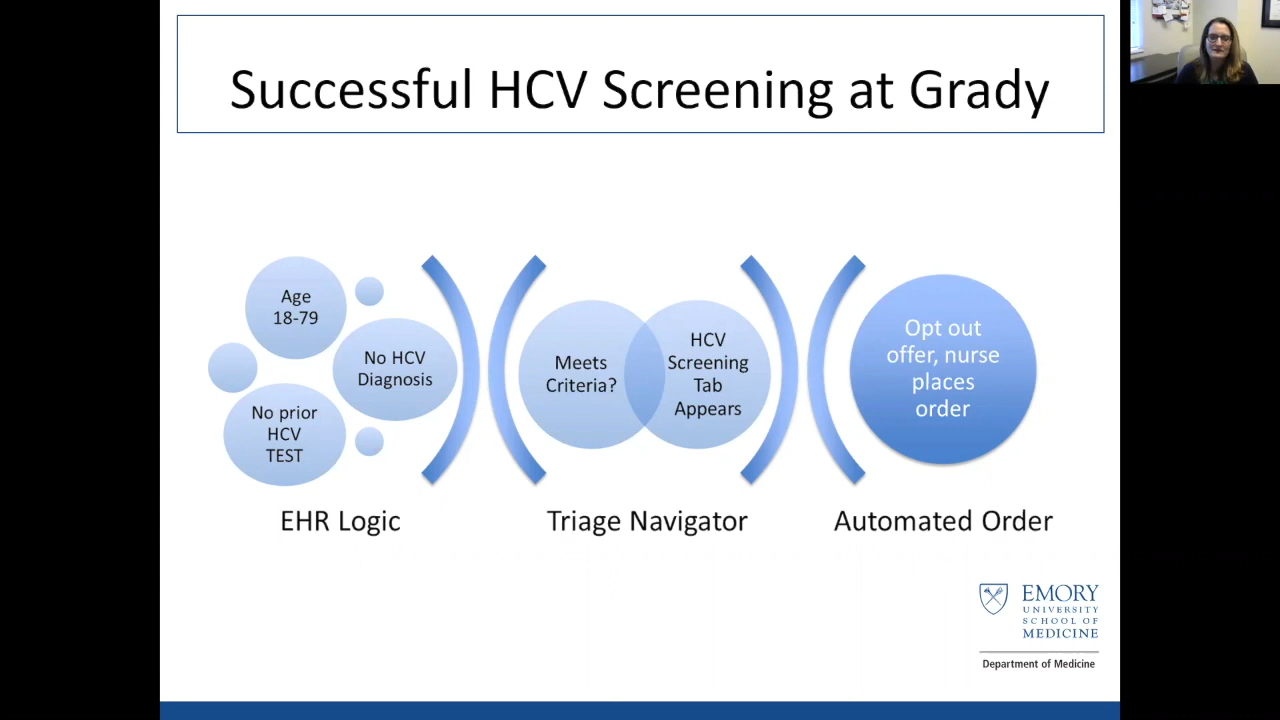 Successful HCV Screening at Grady
Age
18-79
No HCV
Diagnosis
No prior
HCV
TEST
EHR Logic
Meets
Criteria?
HCV
Screening
Tab
Appears
Triage Navigator
Opt out
offer, nurse
places
order
Automated Order
EMORY
UNIVERSITY
SCHOOL OF
MEDICINE
Department of Medicine